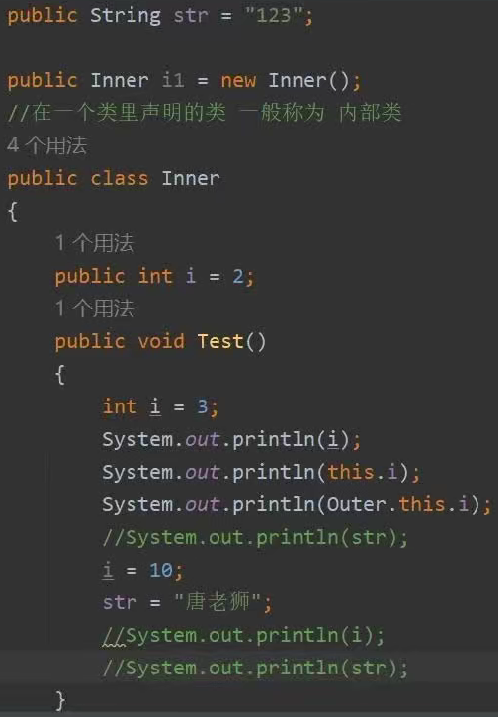 public String str = "123";
public Inner i1 = new Inner();
//在一个类里声明的类 一般称为 内部类
4 个用法
public class Inner
{
1 个用法
public int i = 2;
1 个用法
public void Test()
{
int i = 3;
System.out.println(i);
System.out.println(this.i);
System.out.println(Outer.this.i);
//System.out.println(str);
i = 10;
str = "唐老狮";
//System.out.println(i);
//System.out.println(str);
}